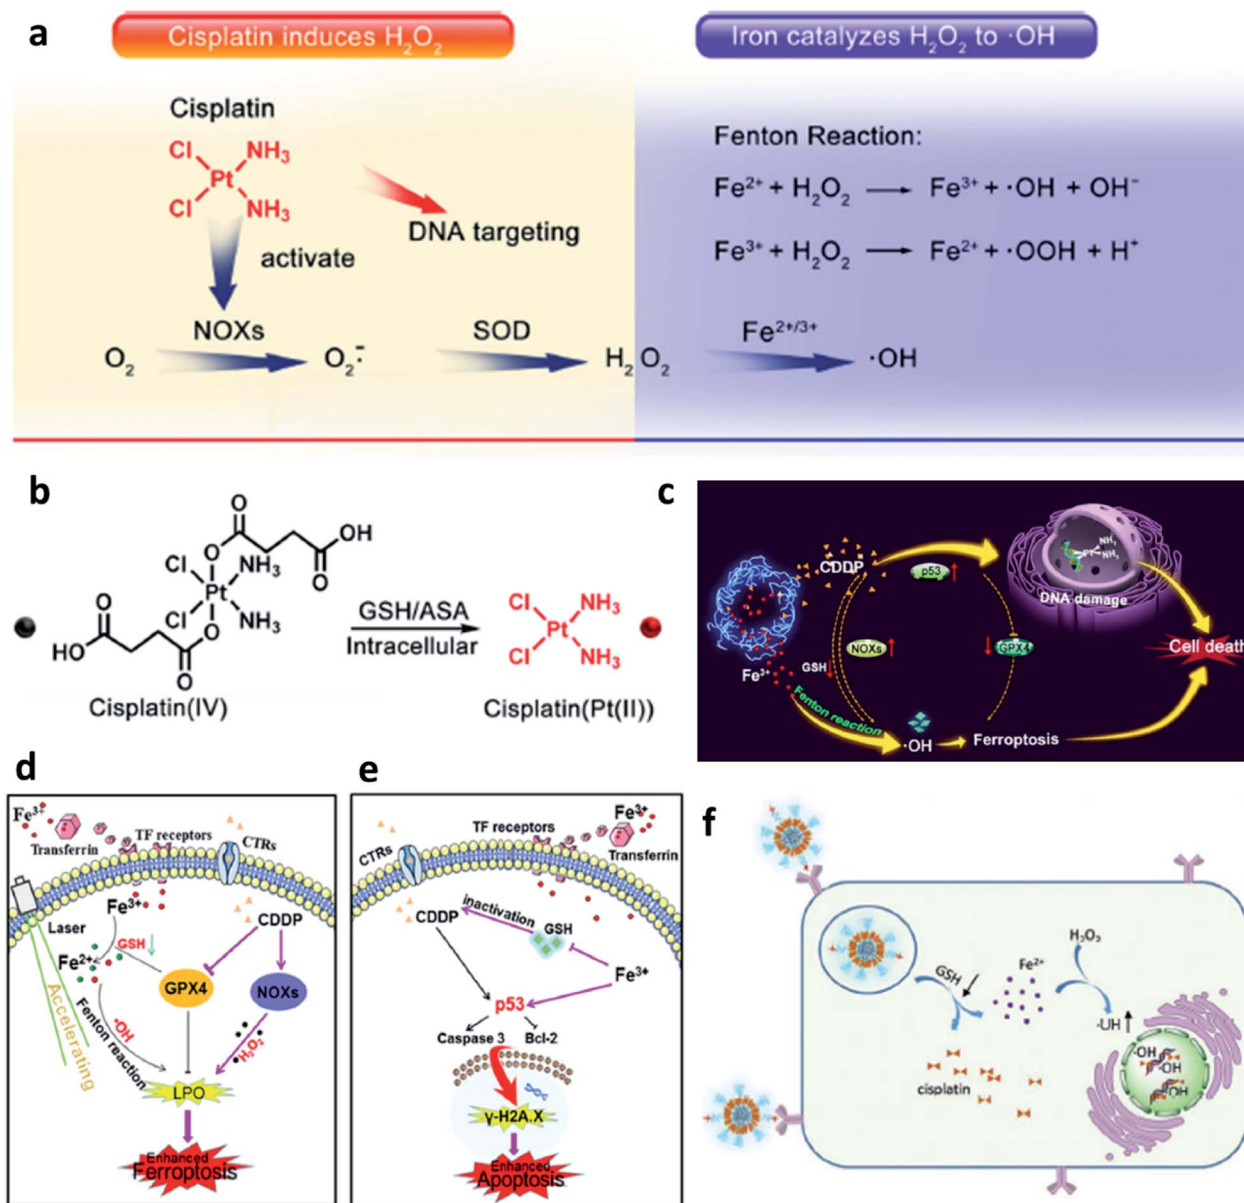 a
Cisplatin induces H₂O₂
Iron catalyzes H₂O₂ to ·OH
Cisplatin
Cl
NH₃
Pt
Cl
NH₃
activate
DNA targeting
NOXs
SOD
O₂
O₂·⁻
H₂O₂
Fenton Reaction:
Fe²⁺ + H₂O₂ → Fe³⁺ + ·OH + OH⁻
Fe³⁺ + H₂O₂ → Fe²⁺ + ·OOH + H⁺
Fe²⁺/³⁺
·OH
b
O
OH
O
O
Cl
NH₃
Pt
Cl
NH₃
O
O
HO
O
Cisplatin(IV)
GSH/ASA
Intracellular
Cl
NH₃
Pt
Cl
NH₃
Cisplatin(Pt(II))
c
CDDP
p53
Pt
NH₃
NH₃
DNA damage
NOXs
GSH
GPX4
Cell death
Fe³⁺
Fenton reaction
·OH
Ferroptosis
d
Fe³⁺
Transferrin
TF receptors
CTRs
Fe³⁺
CDDP
Laser
GSH
Fe²⁺
GPX4
NOXs
Accelerating
Fenton reaction
·OH
H₂O₂
LPO
Enhanced
Ferroptosis
e
Fe³⁺
TF receptors
Transferrin
CTRs
inactivation
CDDP
GSH
Fe³⁺
p53
Caspase 3
Bcl-2
γ-H2A.X
Enhanced
Apoptosis
f
GSH
Fe²⁺
H₂O₂
·UH
cisplatin
·OH
·OH
·OH